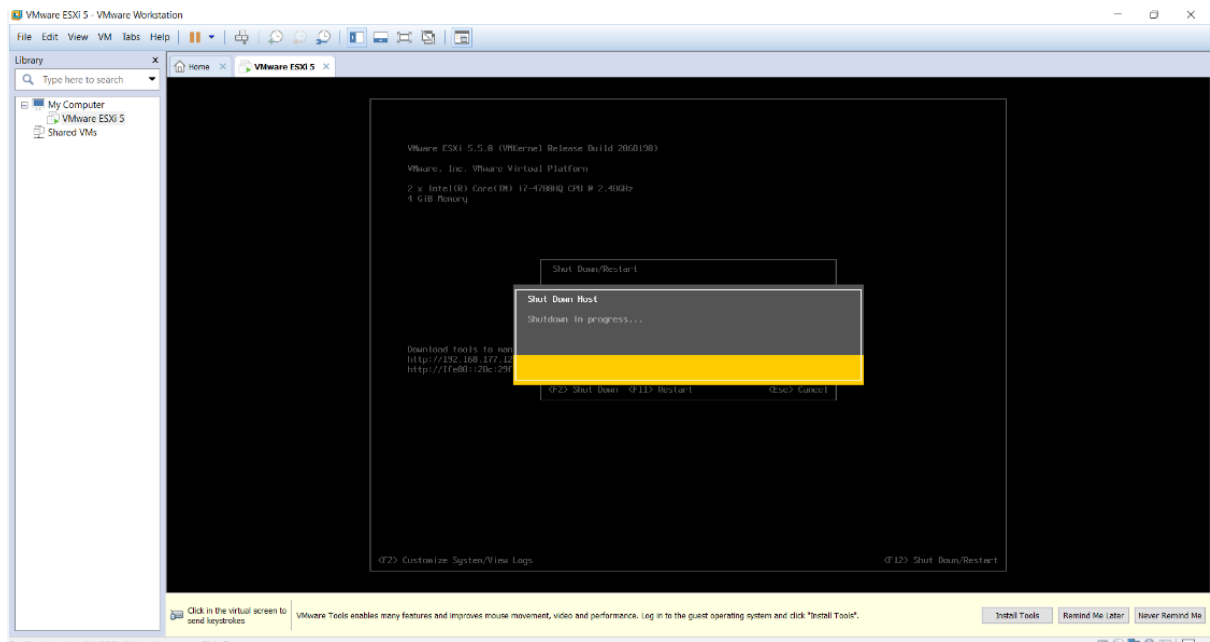 VMware ESXi 5 - VMware Workstation
File Edit View VM Tabs Help
Library x
Type here to search
Home × VMware ESXi 5 ×
My Computer
VMware ESXi 5
Shared VMs
VMware ESXi 5.5.0 (VMKernel Release Build 2068190)
VMware, Inc. VMware Virtual Platform
2 x Intel(R) Core(TM) i7-4700HQ CPU @ 2.40GHz
4 GiB Memory
Shut Down/Restart
Shut Down Host
Shutdown in progress...
Download tools to
http://192.168.177.12
http://[fe80::20c:29f
<F2> Shut Down <F11> Restart <Esc> Cancel
<F2> Customize System/View Logs <F12> Shut Down/Restart
Click in the virtual screen to
send keystrokes
VMware Tools enables many features and improves mouse movement, video and performance. Log in to the guest operating system and click "Install Tools".
Install Tools Remind Me Later Never Remind Me